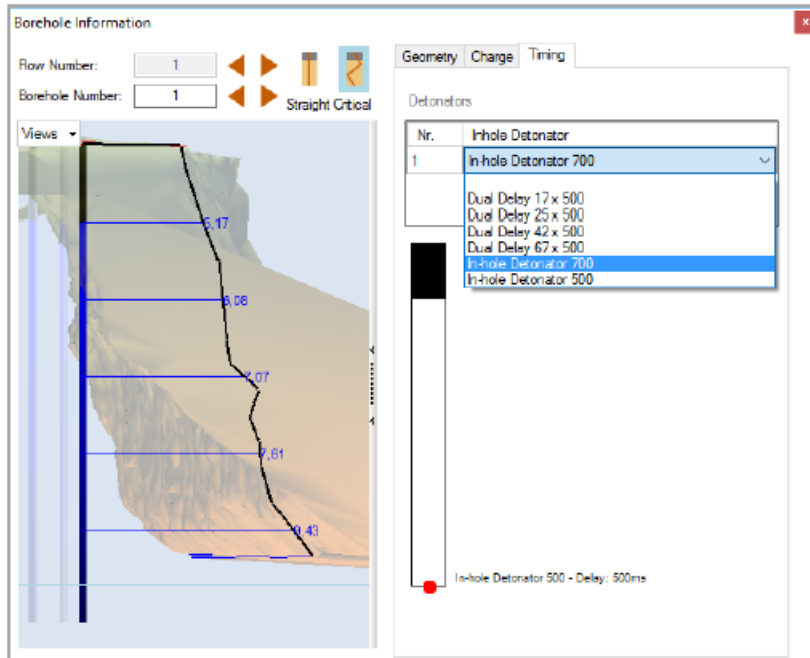 Borehole Information
x
Row Number:
1
Borehole Number:
1
Straight Critical
Views
5,17
6,08
7,07
7,61
9,43
Geometry Charge Timing
Detonators
Nr. Inhole Detonator
1 In-hole Detonator 700
Dual Delay 17 x 500
Dual Delay 25 x 500
Dual Delay 42 x 500
Dual Delay 67 x 500
In-hole Detonator 700
In-hole Detonator 500
In-hole Detonator 500 - Delay: 500ms